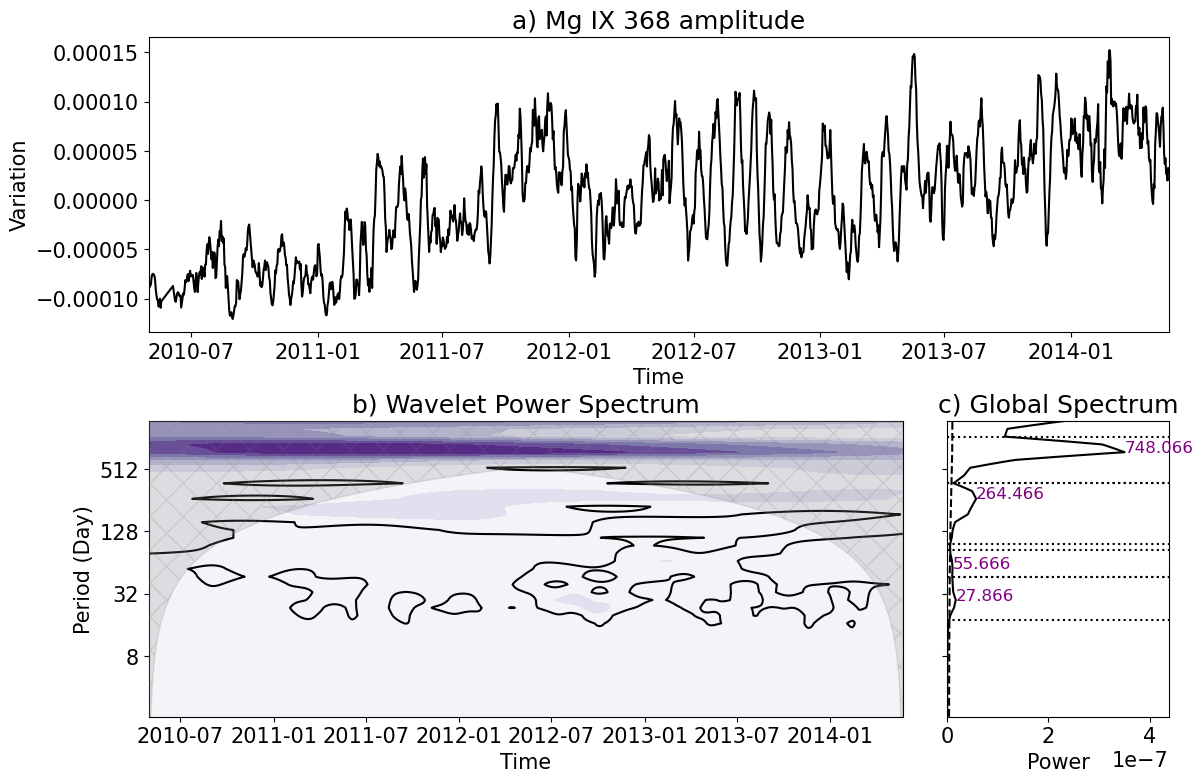 a) Mg IX 368 amplitude
0.00015
0.00010
0.00005
0.00000
−0.00005
−0.00010
Variation
2010-07 2011-01 2011-07 2012-01 2012-07 2013-01 2013-07 2014-01
Time
b) Wavelet Power Spectrum
512
128
32
8
Period (Day)
2010-07 2011-01 2011-07 2012-01 2012-07 2013-01 2013-07 2014-01
Time
c) Global Spectrum
748.066
264.466
55.666
27.866
0 2 4
Power 1e−7